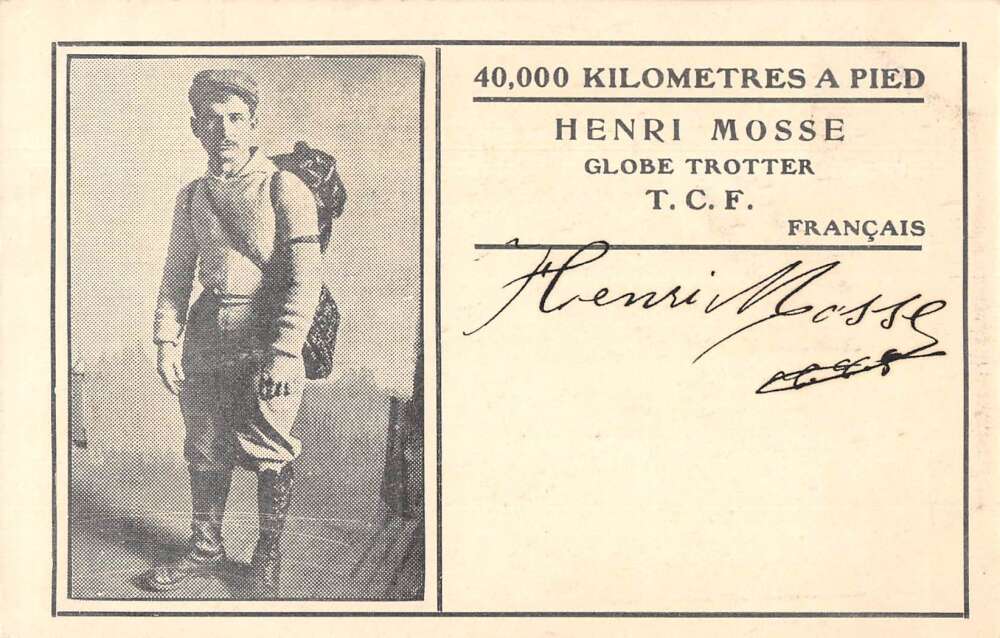 40,000 KILOMETRES A PIED
HENRI MOSSE
GLOBE TROTTER
T. C. F.
FRANÇAIS
Henri Mosse